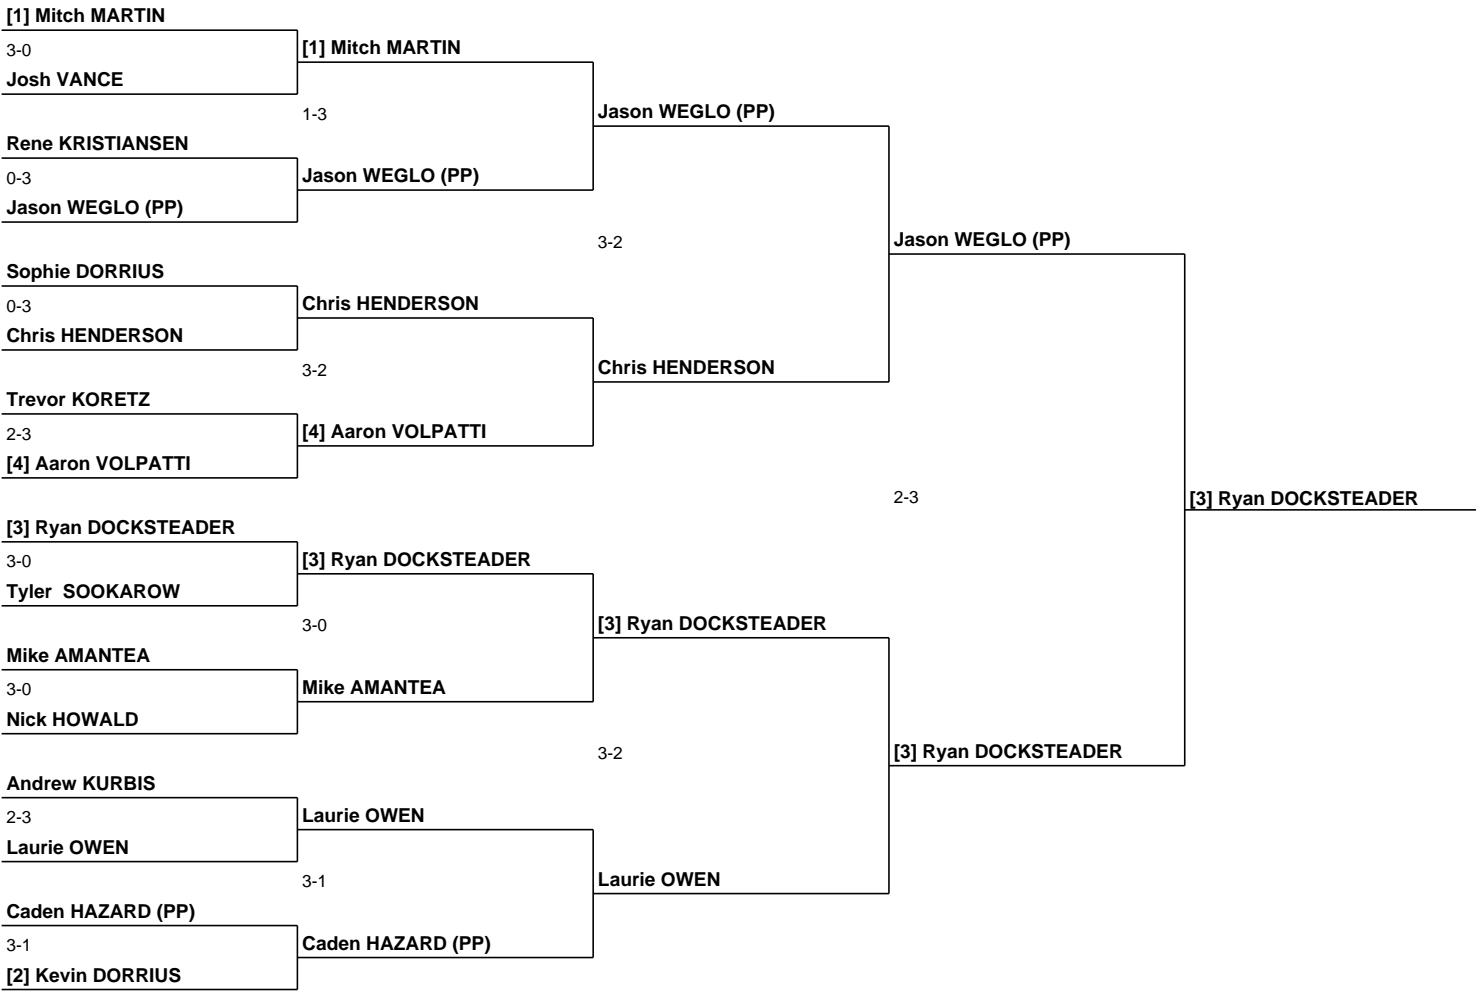 [1] Mitch MARTIN
3-0
[1] Mitch MARTIN
Josh VANCE
1-3
Jason WEGLO (PP)
Rene KRISTIANSEN
0-3
Jason WEGLO (PP)
Jason WEGLO (PP)
3-2
Jason WEGLO (PP)
Sophie DORRIUS
0-3
Chris HENDERSON
Chris HENDERSON
3-2
Chris HENDERSON
Trevor KORETZ
2-3
[4] Aaron VOLPATTI
[4] Aaron VOLPATTI
2-3
[3] Ryan DOCKSTEADER
[3] Ryan DOCKSTEADER
3-0
[3] Ryan DOCKSTEADER
Tyler  SOOKAROW
3-0
[3] Ryan DOCKSTEADER
Mike AMANTEA
3-0
Mike AMANTEA
Nick HOWALD
3-2
[3] Ryan DOCKSTEADER
Andrew KURBIS
2-3
Laurie OWEN
Laurie OWEN
3-1
Laurie OWEN
Caden HAZARD (PP)
3-1
Caden HAZARD (PP)
[2] Kevin DORRIUS